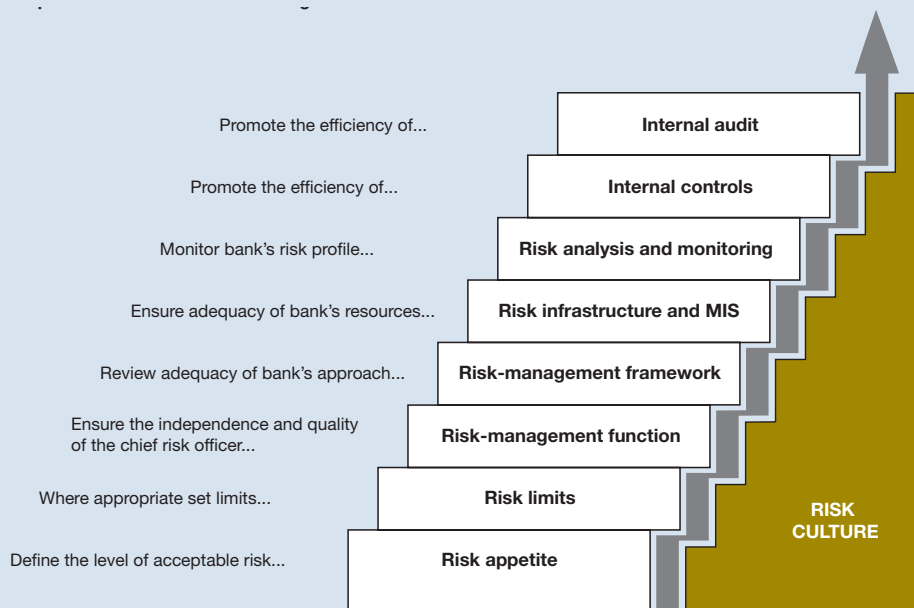 Promote the efficiency of... Internal audit
Promote the efficiency of... Internal controls
Monitor bank's risk profile... Risk analysis and monitoring
Ensure adequacy of bank's resources... Risk infrastructure and MIS
Review adequacy of bank's approach... Risk-management framework
Ensure the independence and quality
of the chief risk officer... Risk-management function
Where appropriate set limits... Risk limits
Define the level of acceptable risk... Risk appetite
RISK
CULTURE